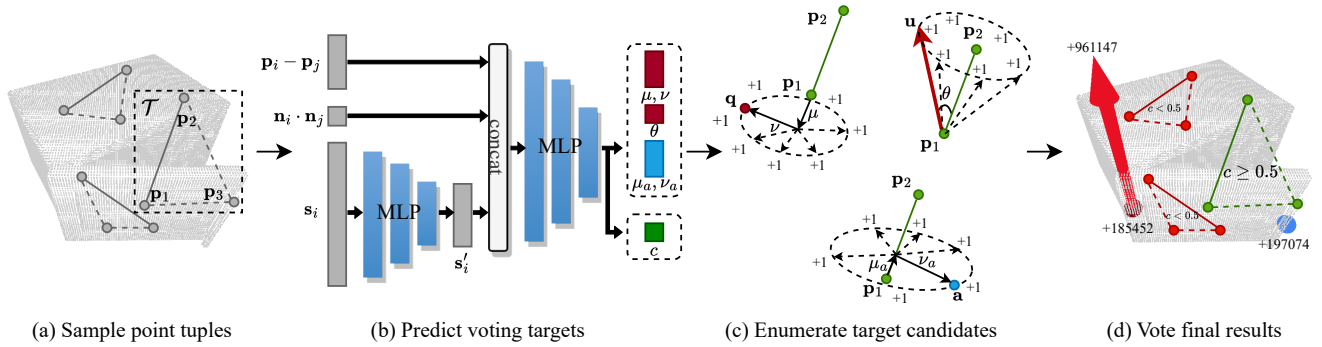 𝒯
p₂
p₁
p₃
(a) Sample point tuples
pᵢ − pⱼ
nᵢ · nⱼ
sᵢ
MLP
s′ᵢ
concat
MLP
μ, ν
θ
μₐ, νₐ
c
(b) Predict voting targets
p₂
p₁
μ
q
ν
+1
+1
+1
+1
+1
+1
u
+1
+1
+1
p₂
+1
+1
+1
θ
p₁
p₂
+1
+1
+1
+1
μₐ
νₐ
p₁
+1
a
+1
(c) Enumerate target candidates
+961147
c < 0.5
c ≥ 0.5
c < 0.5
+185452
+197074
(d) Vote final results